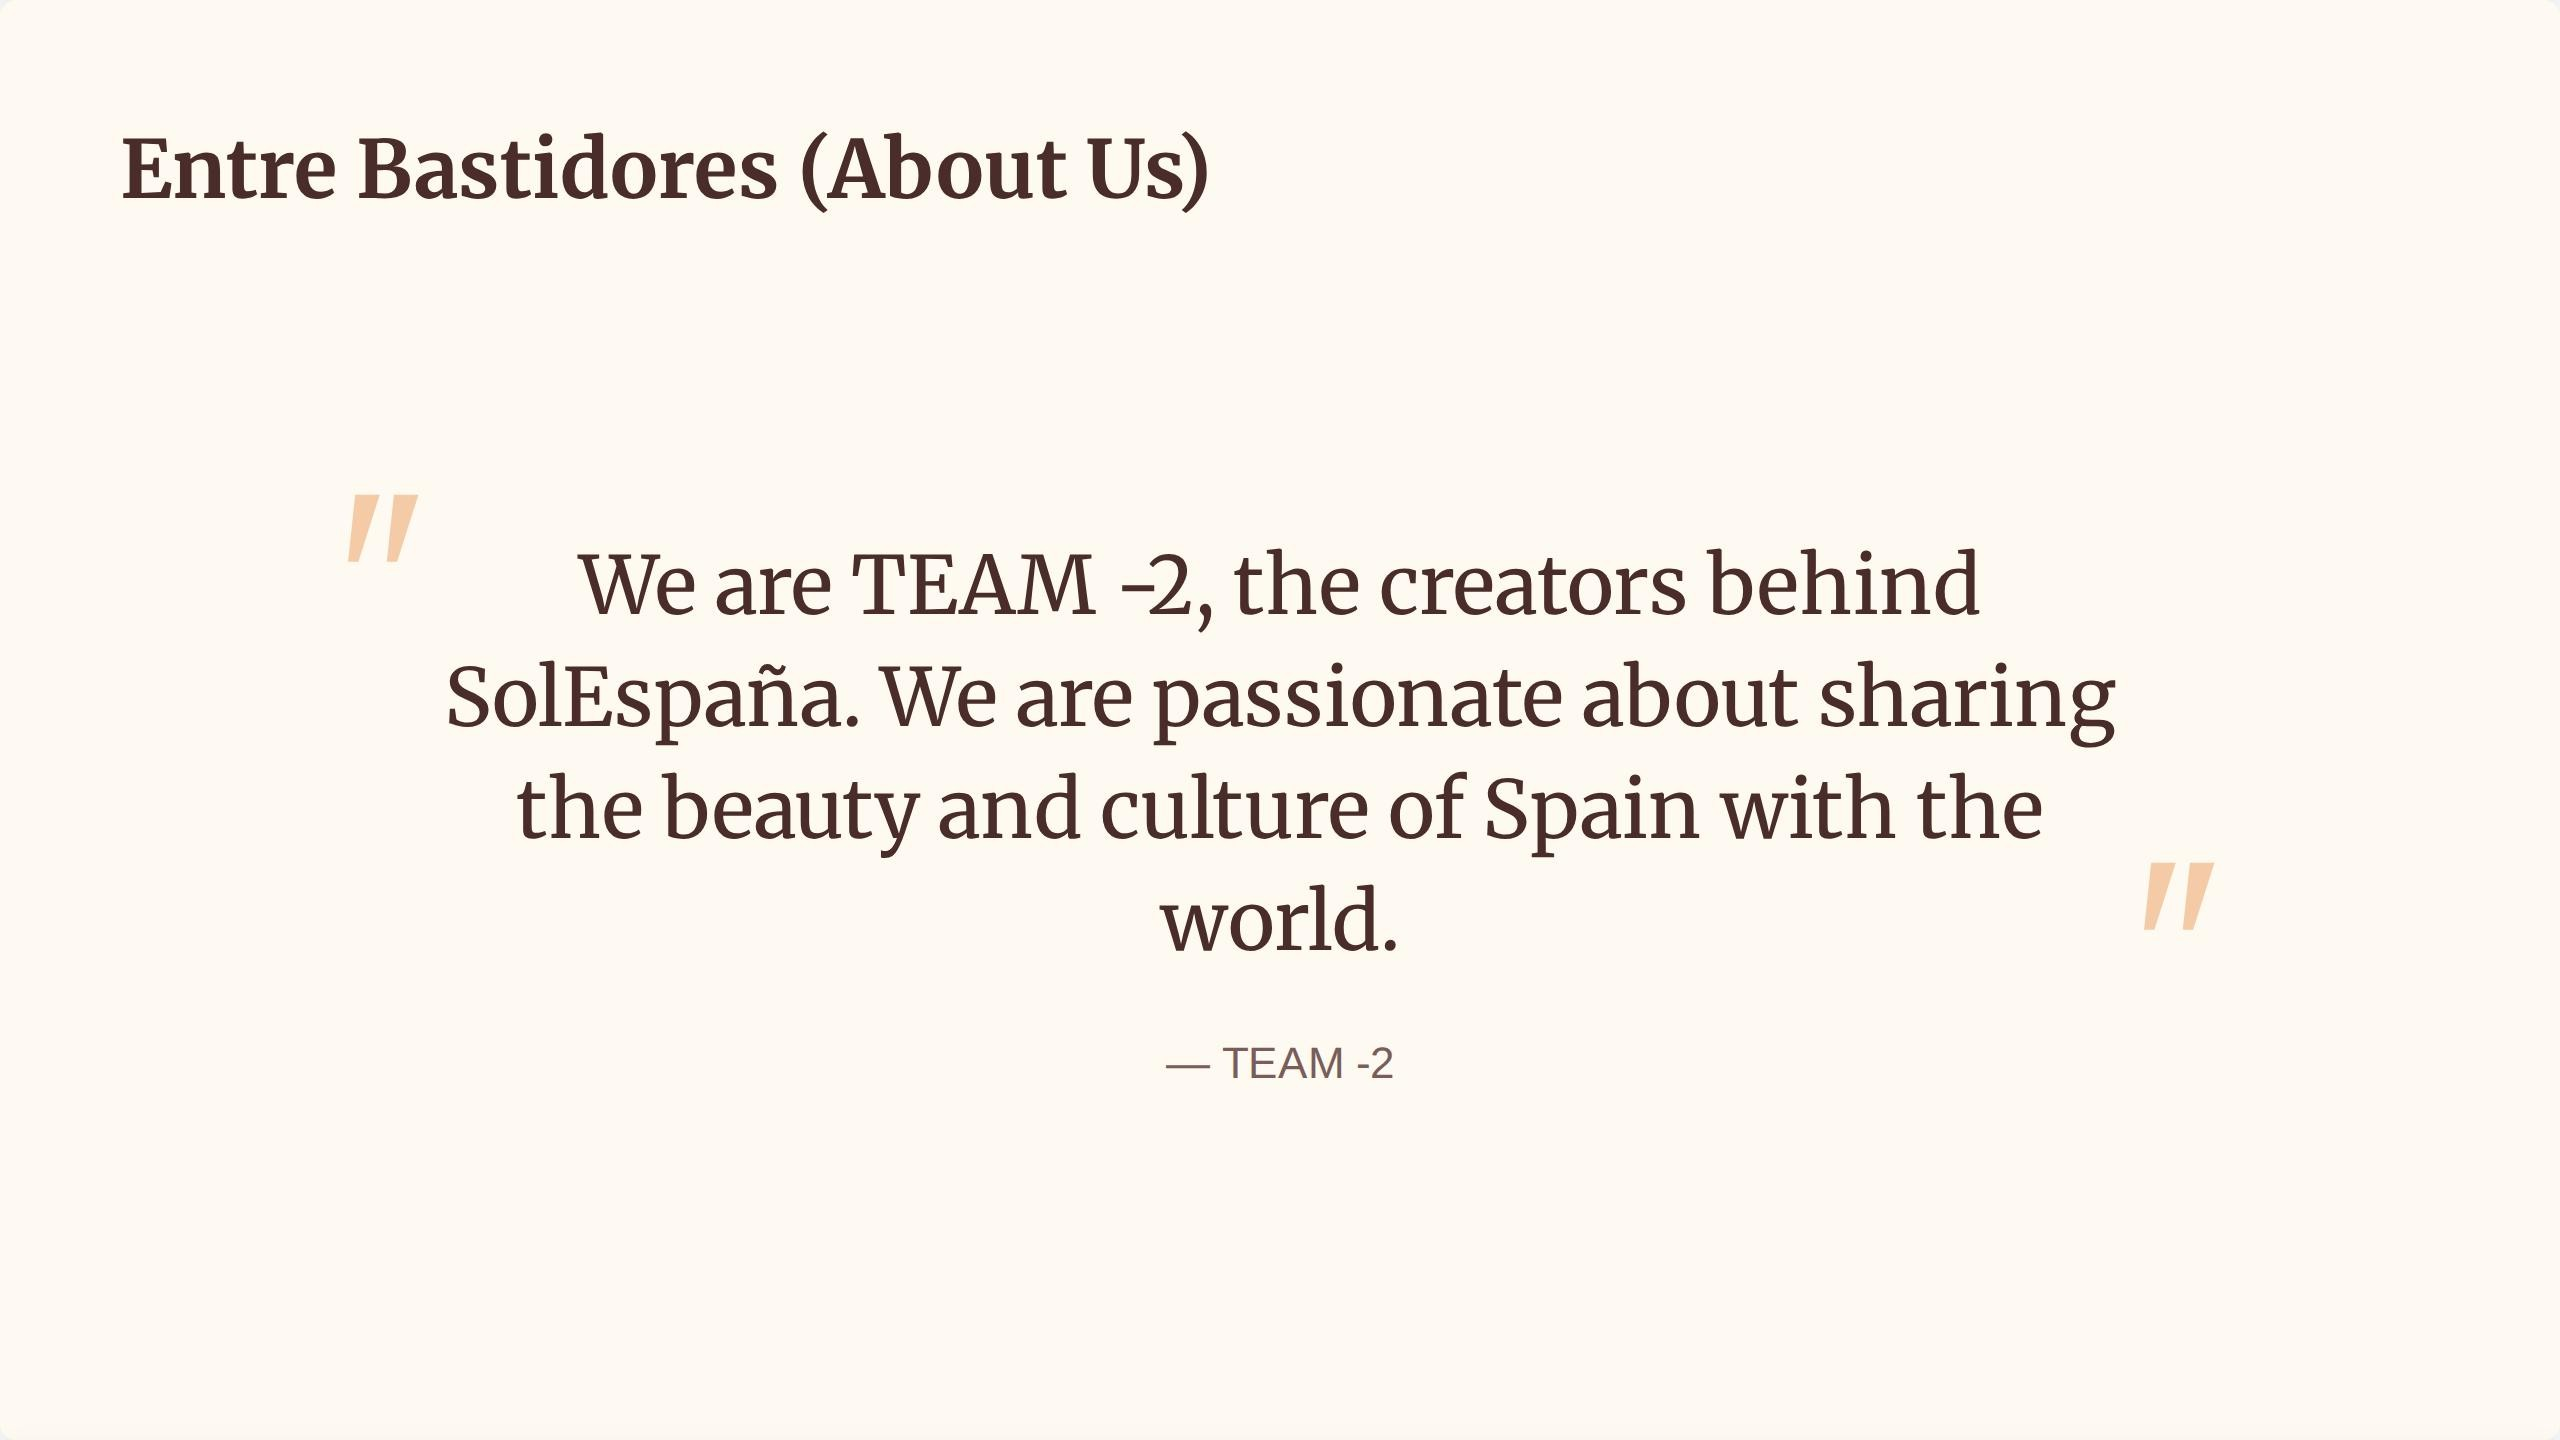 Entre Bastidores (About Us)
"
We are TEAM -2, the creators behind
SolEspaña. We are passionate about sharing
the beauty and culture of Spain with the
world.
"
— TEAM -2